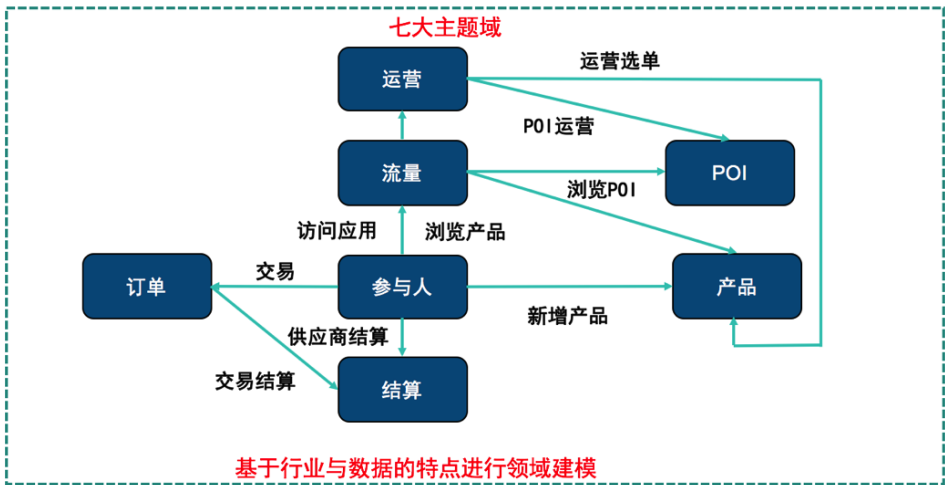 七大主题域
运营
运营选单
POI运营
流量
POI
浏览POI
访问应用
浏览产品
订单
交易
参与人
产品
新增产品
供应商结算
交易结算
结算
基于行业与数据的特点进行领域建模